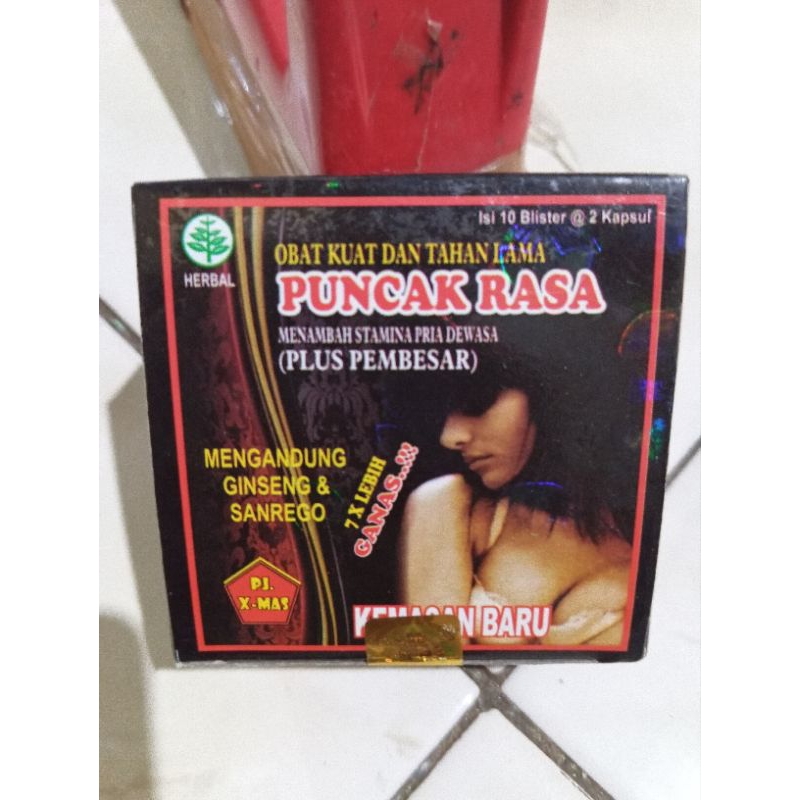 Isi 10 Blister @ 2 Kapsul
HERBAL
OBAT KUAT DAN TAHAN LAMA
PUNCAK RASA
MENAMBAH STAMINA PRIA DEWASA
(PLUS PEMBESAR)
MENGANDUNG
GINSENG &
SANREGO
7 X LEBIH
GANAS...!!!
PJ.
X-MAS
KEMASAN BARU